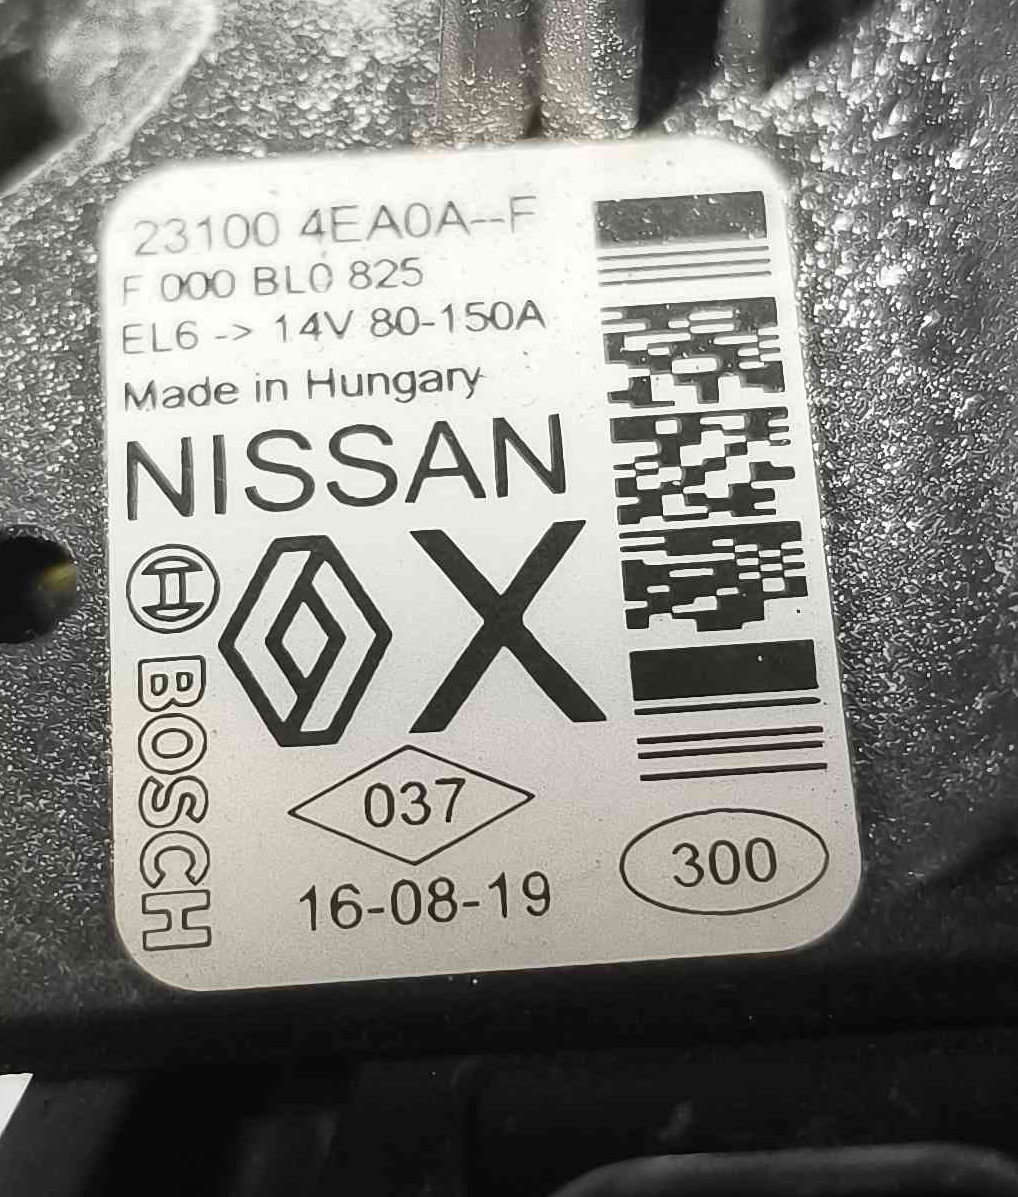 23100 4EA0A--F
F 000 BL0 825
EL6 -> 14V 80-150A
Made in Hungary
NISSAN
X
BOSCH
037
300
16-08-19